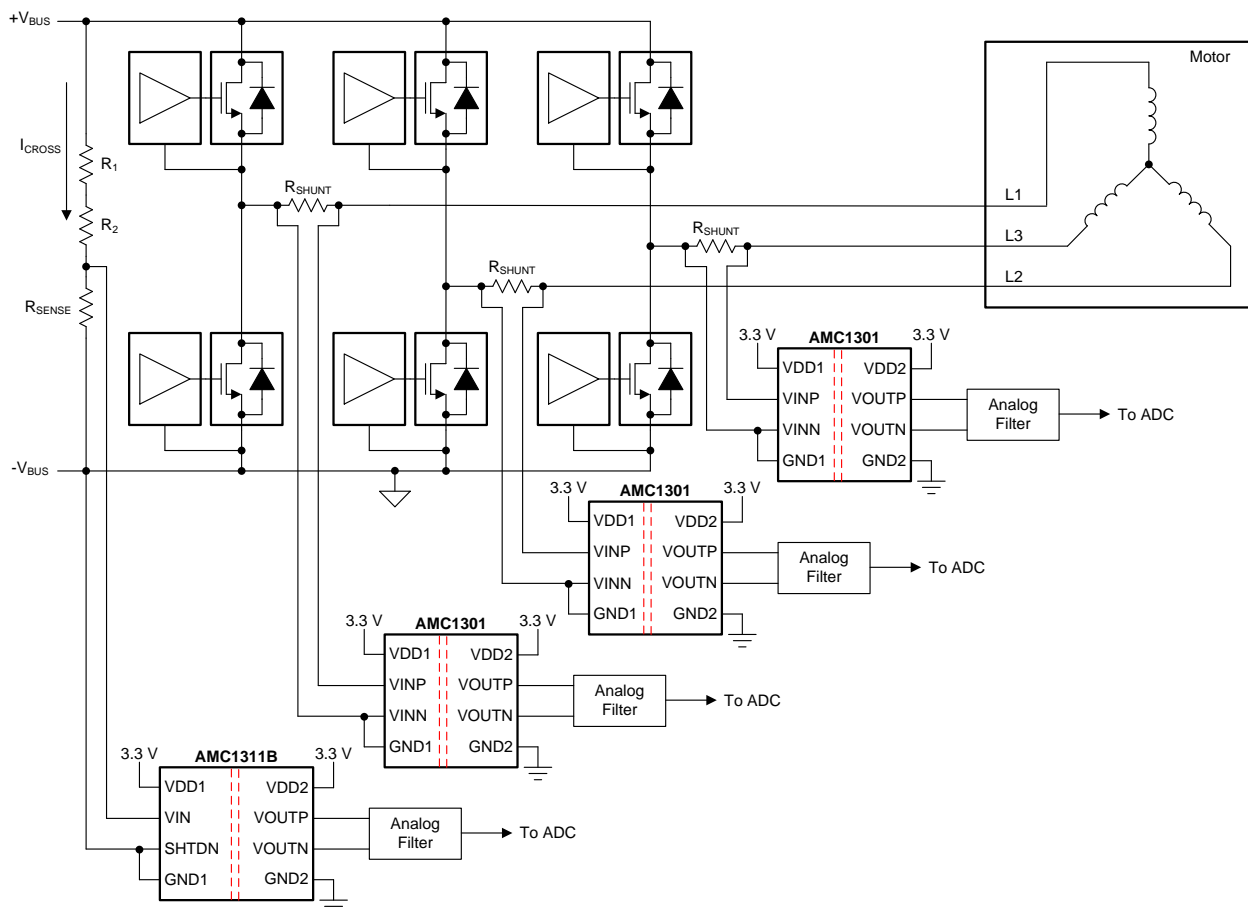 +VBUS
Motor
ICROSS
R1
RSHUNT
L1
R2
RSHUNT
L3
RSHUNT
L2
RSENSE
AMC1301
3.3 V
3.3 V
VDD1
VDD2
VINP
VOUTP
Analog
Filter
To ADC
VINN
VOUTN
GND1
GND2
-VBUS
AMC1301
3.3 V
3.3 V
VDD1
VDD2
VINP
VOUTP
Analog
Filter
To ADC
VINN
VOUTN
GND1
GND2
AMC1301
3.3 V
3.3 V
VDD1
VDD2
VINP
VOUTP
Analog
Filter
To ADC
VINN
VOUTN
GND1
GND2
AMC1311B
3.3 V
3.3 V
VDD1
VDD2
VIN
VOUTP
Analog
Filter
To ADC
SHTDN
VOUTN
GND1
GND2